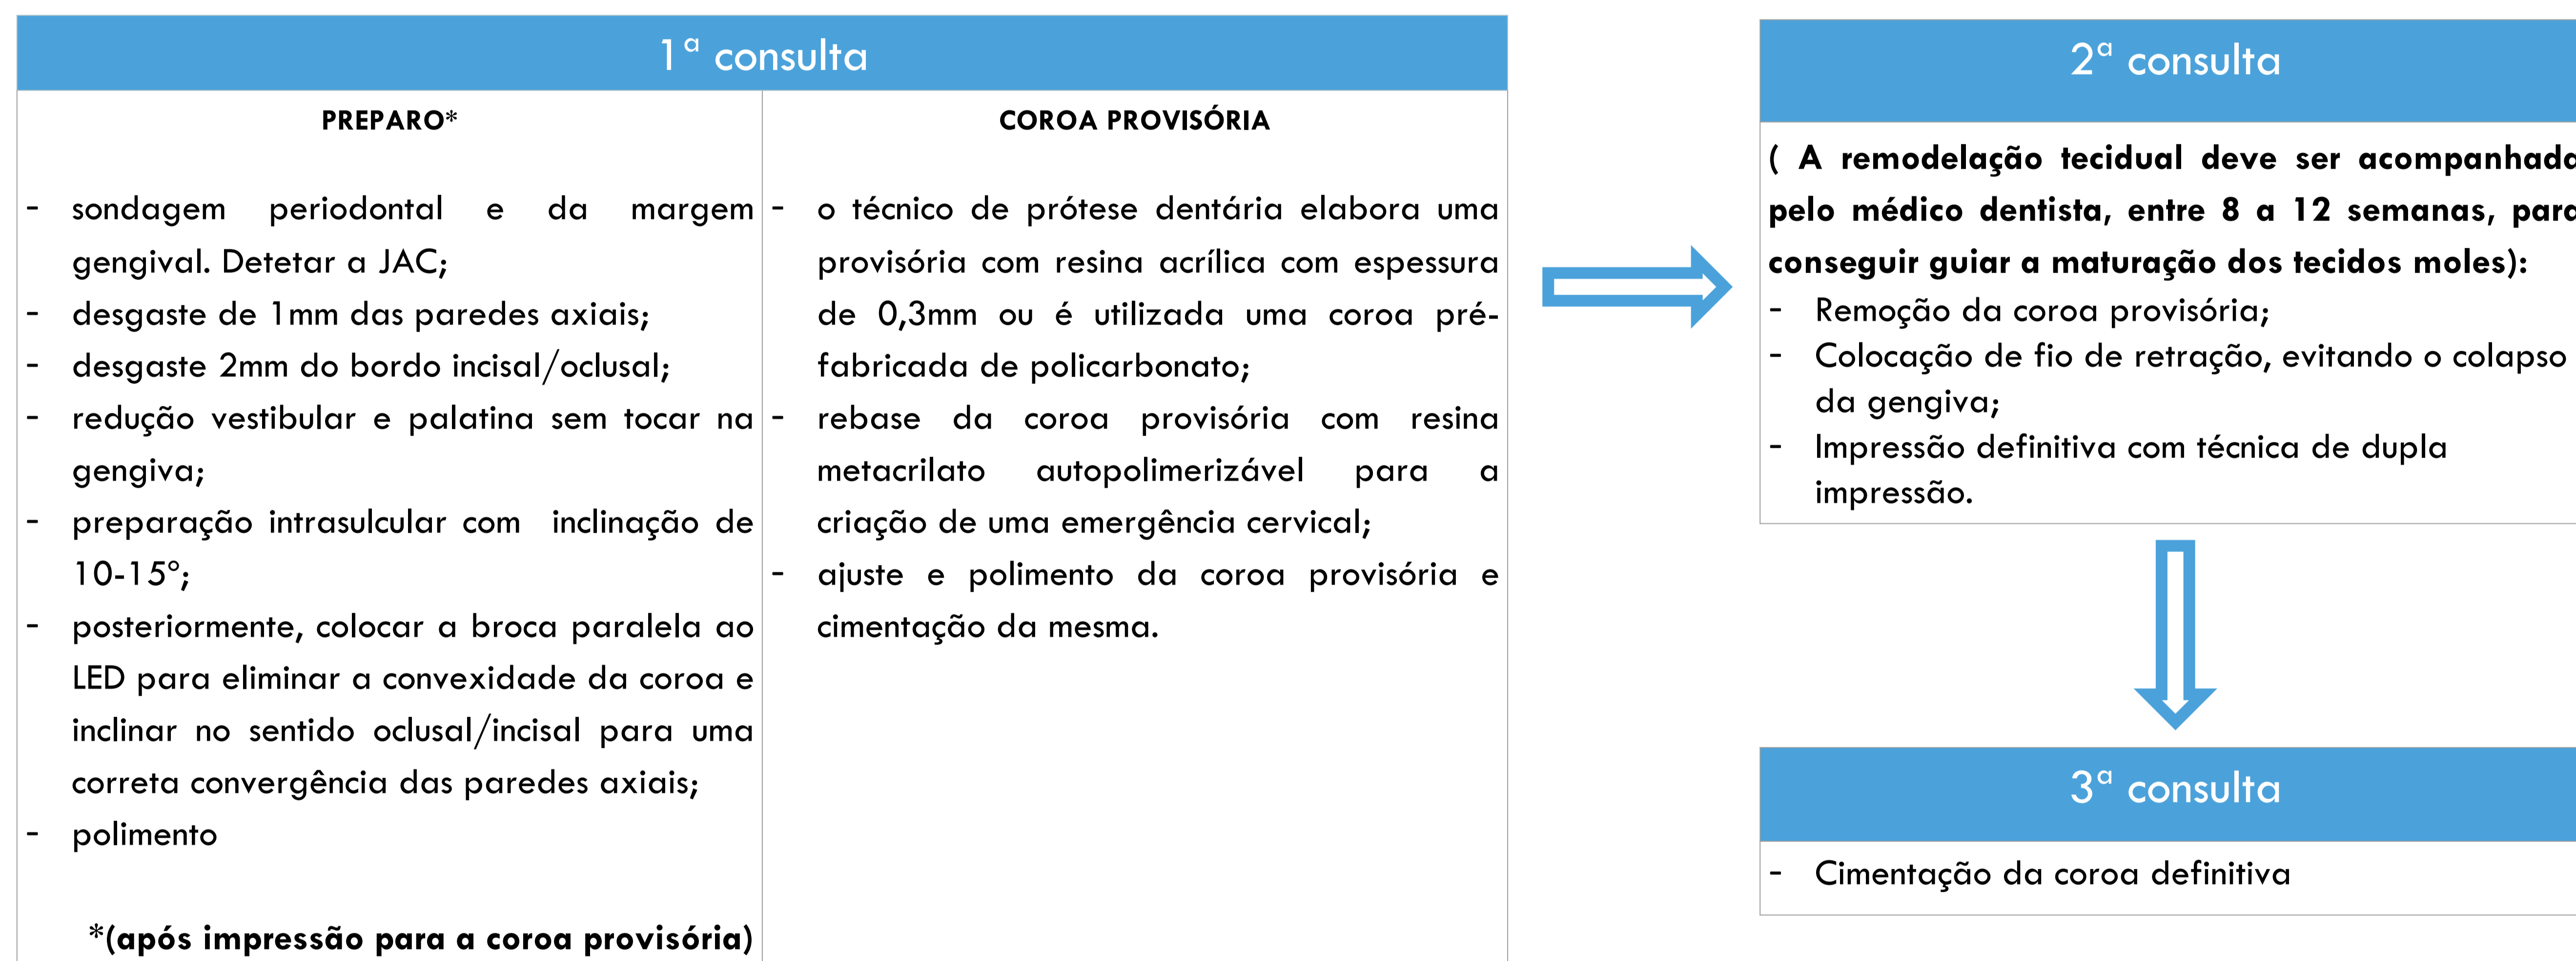 1ª consulta
PREPARO*
- sondagem periodontal e da margem
gengival. Detetar a JAC;
- desgaste de 1mm das paredes axiais;
- desgaste 2mm do bordo incisal/oclusal;
- redução vestibular e palatina sem tocar na
gengiva;
- preparação intrasulcular com inclinação de
10-15°;
- posteriormente, colocar a broca paralela ao
LED para eliminar a convexidade da coroa e
inclinar no sentido oclusal/incisal para uma
correta convergência das paredes axiais;
- polimento
*(após impressão para a coroa provisória)
COROA PROVISÓRIA
- o técnico de prótese dentária elabora uma
provisória com resina acrílica com espessura
de 0,3mm ou é utilizada uma coroa pré-
fabricada de policarbonato;
- rebase da coroa provisória com resina
metacrilato autopolimerizável para a
criação de uma emergência cervical;
- ajuste e polimento da coroa provisória e
cimentação da mesma.
2ª consulta
( A remodelação tecidual deve ser acompanhada
pelo médico dentista, entre 8 a 12 semanas, para
conseguir guiar a maturação dos tecidos moles):
- Remoção da coroa provisória;
- Colocação de fio de retração, evitando o colapso
da gengiva;
- Impressão definitiva com técnica de dupla
impressão.
3ª consulta
- Cimentação da coroa definitiva